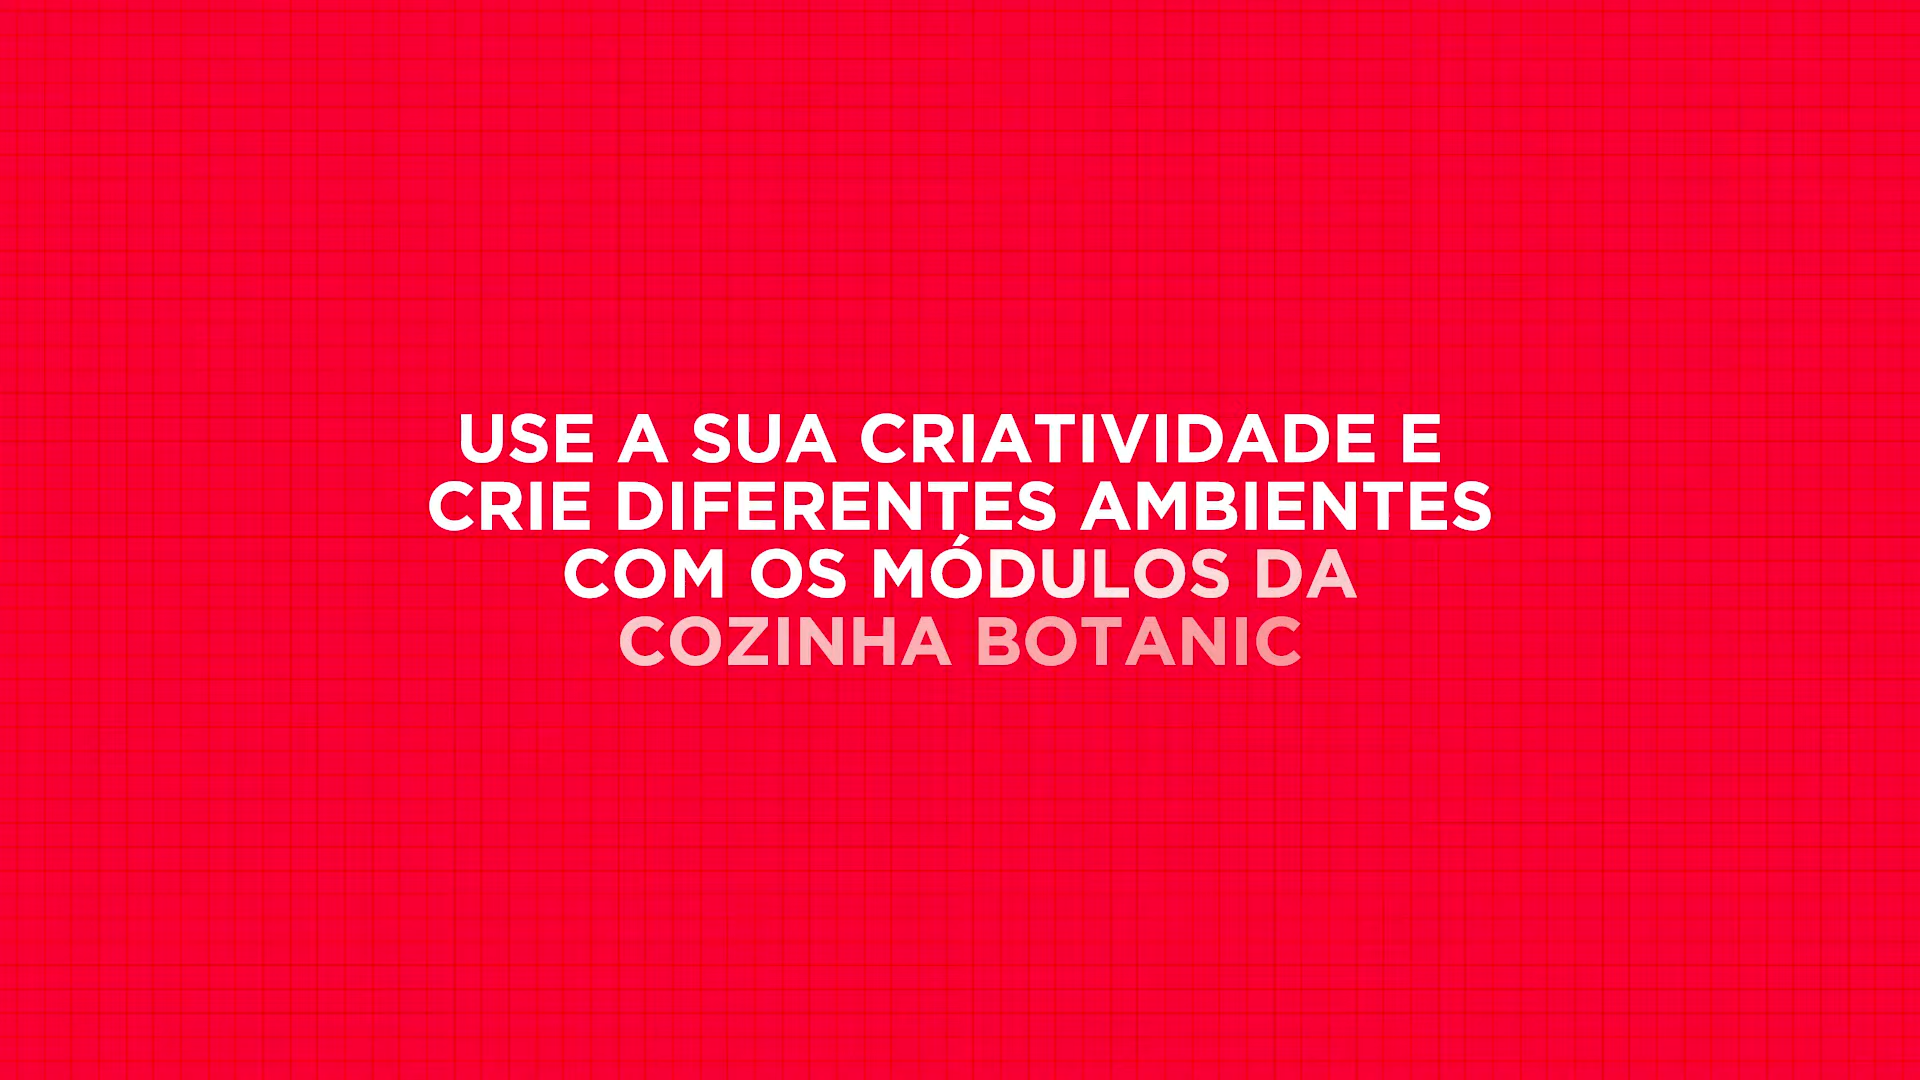 USE A SUA CRIATIVIDADE E
CRIE DIFERENTES AMBIENTES
COM OS MÓDULOS DA
COZINHA BOTANIC